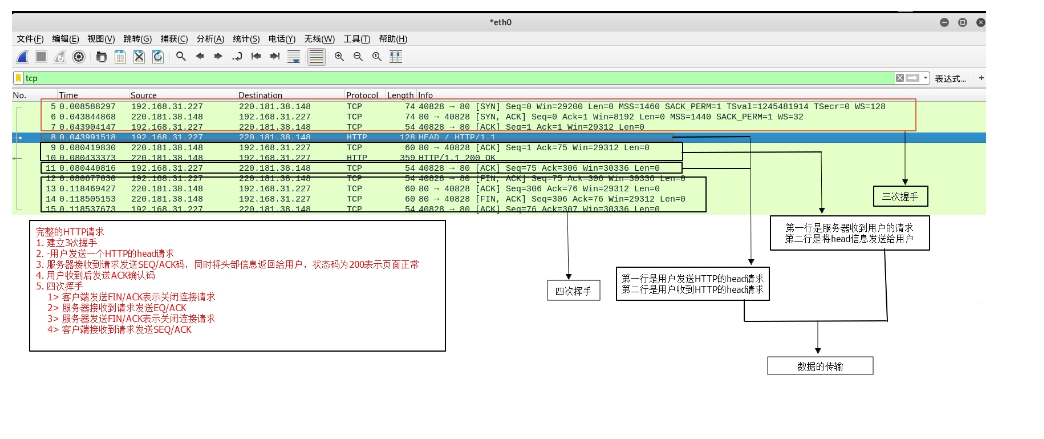 *eth0
文件(F) 编辑(E) 视图(V) 跳转(G) 捕获(C) 分析(A) 统计(S) 电话(Y) 无线(W) 工具(T) 帮助(H)
tcp 表达式… +
No. Time Source Destination Protocol Length Info
5 0.008588297 192.168.31.227 220.181.38.148 TCP 74 40828 → 80 [SYN] Seq=0 Win=29200 Len=0 MSS=1460 SACK_PERM=1 TSval=1245481914 TSecr=0 WS=128
6 0.043844868 220.181.38.148 192.168.31.227 TCP 74 80 → 40828 [SYN, ACK] Seq=0 Ack=1 Win=8192 Len=0 MSS=1440 SACK_PERM=1 WS=32
7 0.043904147 192.168.31.227 220.181.38.148 TCP 54 40828 → 80 [ACK] Seq=1 Ack=1 Win=29312 Len=0
8 0.043991518 192.168.31.227 220.181.38.148 HTTP 128 HEAD / HTTP/1.1
9 0.080419830 220.181.38.148 192.168.31.227 TCP 60 80 → 40828 [ACK] Seq=1 Ack=75 Win=29312 Len=0
10 0.080433373 220.181.38.148 192.168.31.227 HTTP 359 HTTP/1.1 200 OK
11 0.080440816 192.168.31.227 220.181.38.148 TCP 54 40828 → 80 [ACK] Seq=75 Ack=306 Win=30336 Len=0
12 192.168.31.227 220.181.38.148 TCP 54 40828 → 80 [FIN, ACK] Seq=75 Ack=306 Win=30336 Len=0
13 0.118469427 220.181.38.148 192.168.31.227 TCP 60 80 → 40828 [ACK] Seq=306 Ack=76 Win=29312 Len=0
14 0.118505153 220.181.38.148 192.168.31.227 TCP 60 80 → 40828 [FIN, ACK] Seq=306 Ack=76 Win=29312 Len=0
15 0.118537673 192.168.31.227 220.181.38.148 TCP 54 40828 → 80 [ACK] Seq=76 Ack=307 Win=30336 Len=0
三次握手
完整的HTTP请求
1. 建立3次握手
2. -用户发送一个HTTP的head请求
3. 服务器接收到请求发送SEQ/ACK码, 同时将头部信息返回给用户, 状态码为200表示页面正常
4. 用户收到后发送ACK确认码
5. 四次挥手
1> 客户端发送FIN/ACK表示关闭连接请求
2> 服务器接收到请求发送EQ/ACK
3> 服务器发送FIN/ACK表示关闭连接请求
4> 客户端接收到请求发送SEQ/ACK
第一行是服务器收到用户的请求
第二行是将head信息发送给用户
第一行是用户发送HTTP的head请求
第二行是用户收到HTTP的head请求
四次挥手
数据的传输